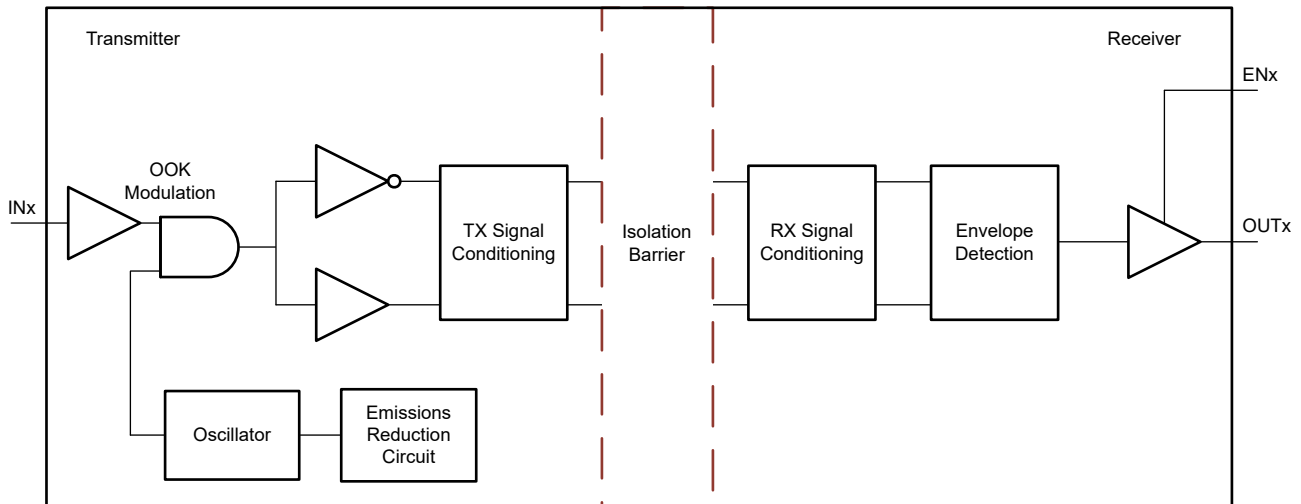 Transmitter
Receiver
ENx
OOK
Modulation
INx
TX Signal
Conditioning
Isolation
Barrier
RX Signal
Conditioning
Envelope
Detection
OUTx
Oscillator
Emissions
Reduction
Circuit